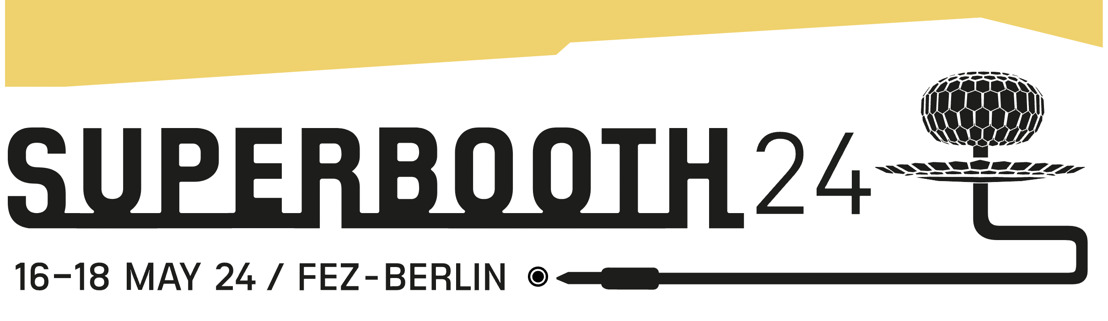 SUPERBOOTH24
16–18 MAY 24 / FEZ-BERLIN